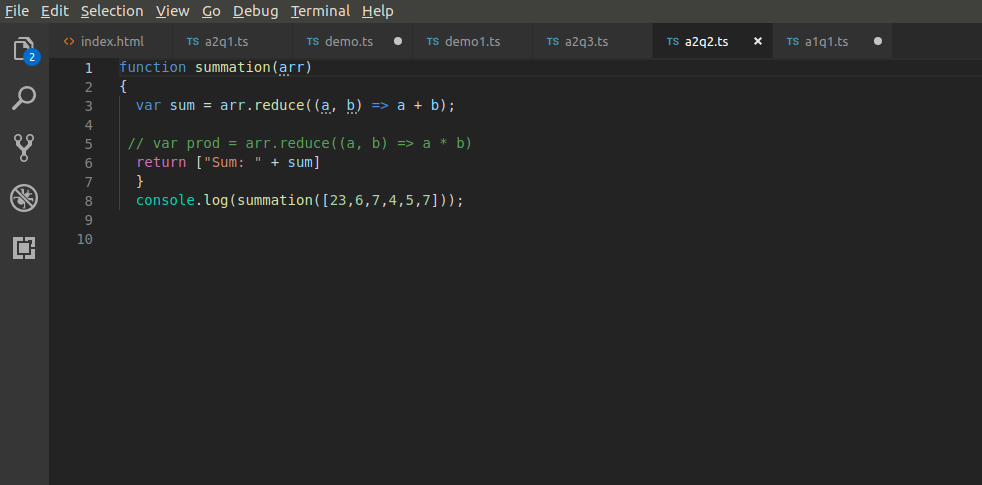 File Edit Selection View Go Debug Terminal Help
<> index.html TS a2q1.ts TS demo.ts TS demo1.ts TS a2q3.ts TS a2q2.ts × TS a1q1.ts
2
1 function summation(arr)
2 {
3 var sum = arr.reduce((a, b) => a + b);
4
5 // var prod = arr.reduce((a, b) => a * b)
6 return ["Sum: " + sum]
7 }
8 console.log(summation([23,6,7,4,5,7]));
9
10